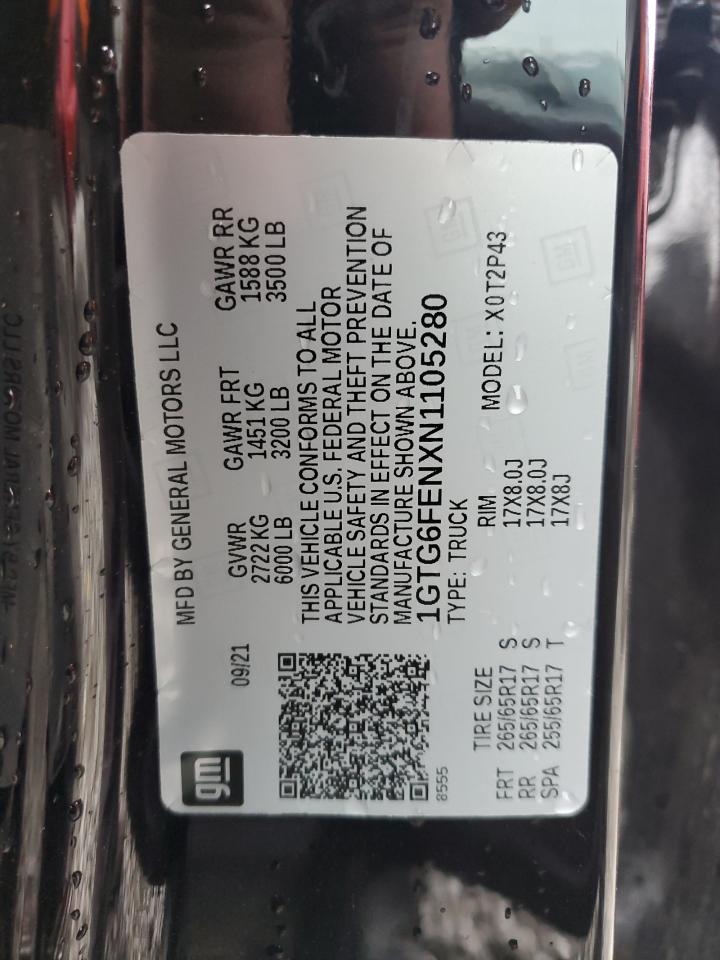 gm
MFD BY GENERAL MOTORS LLC
09/21
GVWR GAWR FRT GAWR RR
2722 KG 1451 KG 1588 KG
6000 LB 3200 LB 3500 LB
THIS VEHICLE CONFORMS TO ALL
APPLICABLE U.S. FEDERAL MOTOR
VEHICLE SAFETY AND THEFT PREVENTION
STANDARDS IN EFFECT ON THE DATE OF
MANUFACTURE SHOWN ABOVE.
1GTG6FENXN1105280
8555
TYPE: TRUCK
MODEL: X0T2P43
TIRE SIZE RIM
FRT 265/65R17 S 17X8.0J
RR 265/65R17 S 17X8.0J
SPA 255/65R17 T 17X8J